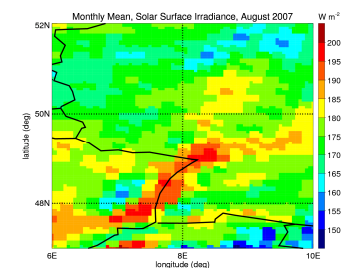 Monthly Mean, Solar Surface Irradiance, August 2007
W m-2
52N
50N
48N
latitude (deg)
6E
8E
10E
longitude (deg)
200
195
190
185
180
175
170
165
160
155
150